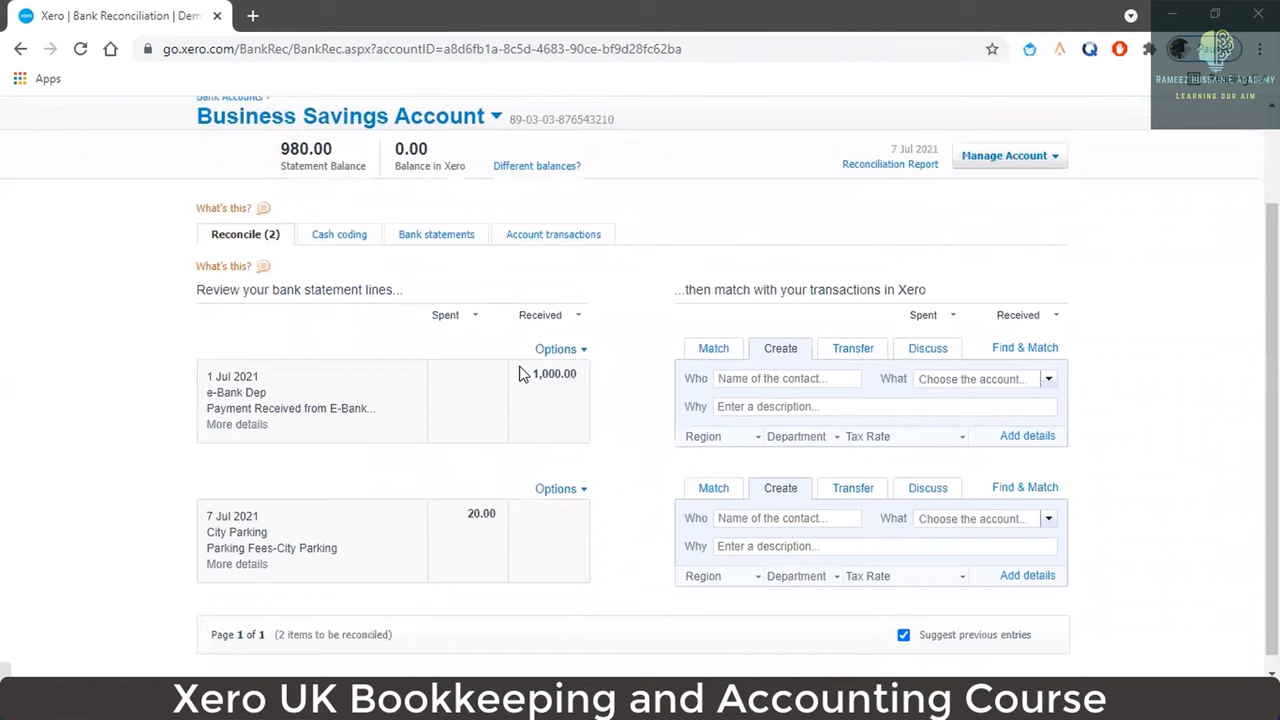 Xero | Bank Reconciliation | Dem
go.xero.com/BankRec/BankRec.aspx?accountID=a8d6fb1a-8c5d-4683-90ce-bf9d28fc62ba
Apps
RAMEEZ HUSSAIN E ACADEMY
LEARNING OUR AIM
Bank Accounts
Business Savings Account 89-03-03-876543210
980.00 0.00 7 Jul 2021
Statement Balance Balance in Xero Different balances? Reconciliation Report Manage Account
What's this?
Reconcile (2) Cash coding Bank statements Account transactions
What's this?
Review your bank statement lines... ...then match with your transactions in Xero
Spent Received Spent Received
Options Match Create Transfer Discuss Find & Match
1 Jul 2021 1,000.00 Who Name of the contact... What Choose the account...
e-Bank Dep
Payment Received from E-Bank... Why Enter a description...
More details
Region Department Tax Rate Add details
Options Match Create Transfer Discuss Find & Match
7 Jul 2021 20.00 Who Name of the contact... What Choose the account...
City Parking
Parking Fees-City Parking Why Enter a description...
More details
Region Department Tax Rate Add details
Page 1 of 1 (2 items to be reconciled) Suggest previous entries
Xero UK Bookkeeping and Accounting Course